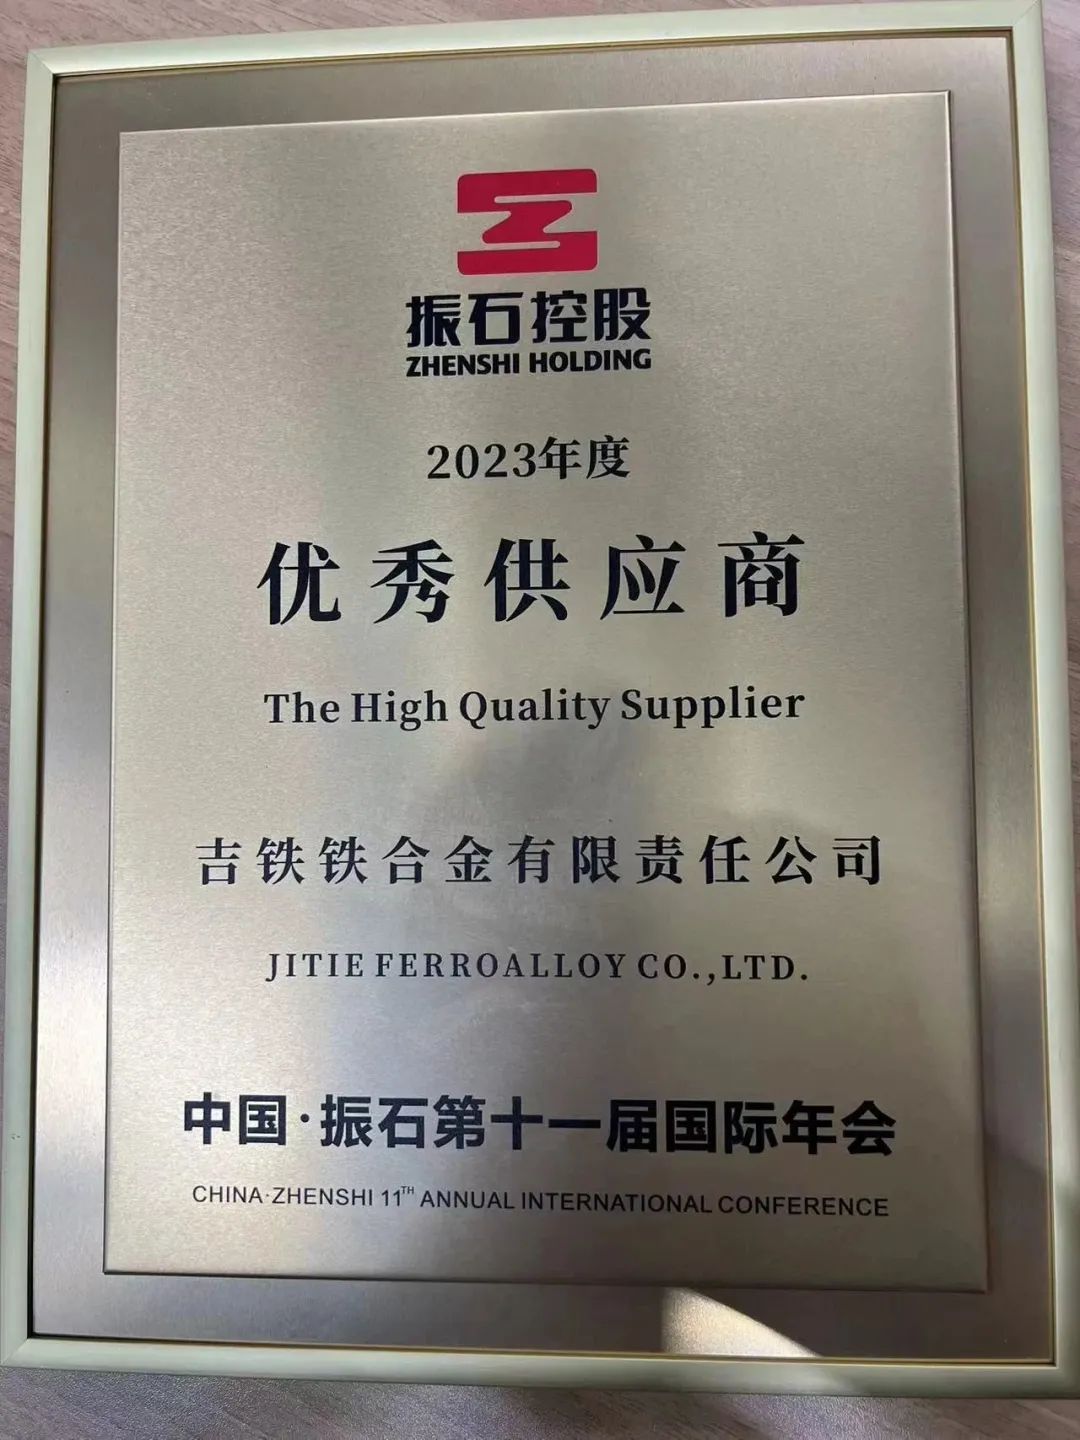 振石控股
ZHENSHI HOLDING
2023年度
优秀供应商
The High Quality Supplier
吉铁铁合金有限责任公司
JITIE FERROALLOY CO.,LTD.
中国·振石第十一届国际年会
CHINA·ZHENSHI 11TH ANNUAL INTERNATIONAL CONFERENCE